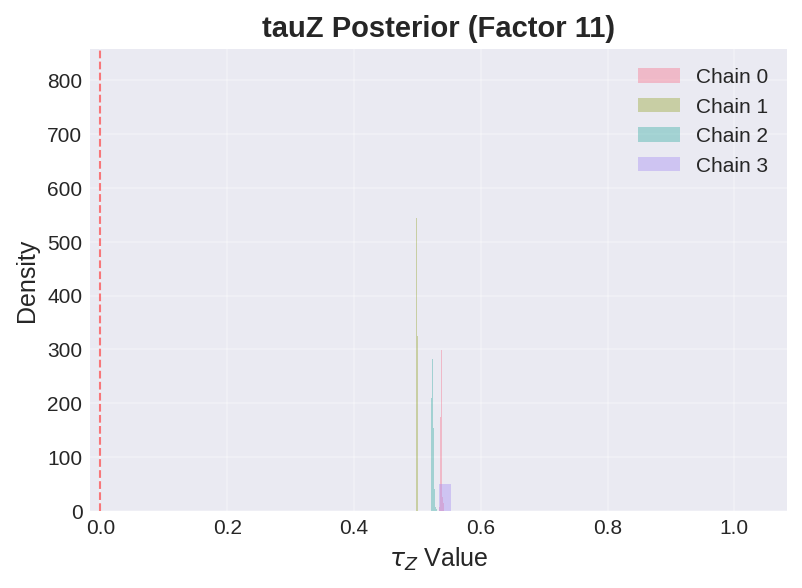 tauZ Posterior (Factor 11)
800
700
600
500
400
300
200
100
0
Density
Chain 0
Chain 1
Chain 2
Chain 3
0.0 0.2 0.4 0.6 0.8 1.0
τ_Z Value